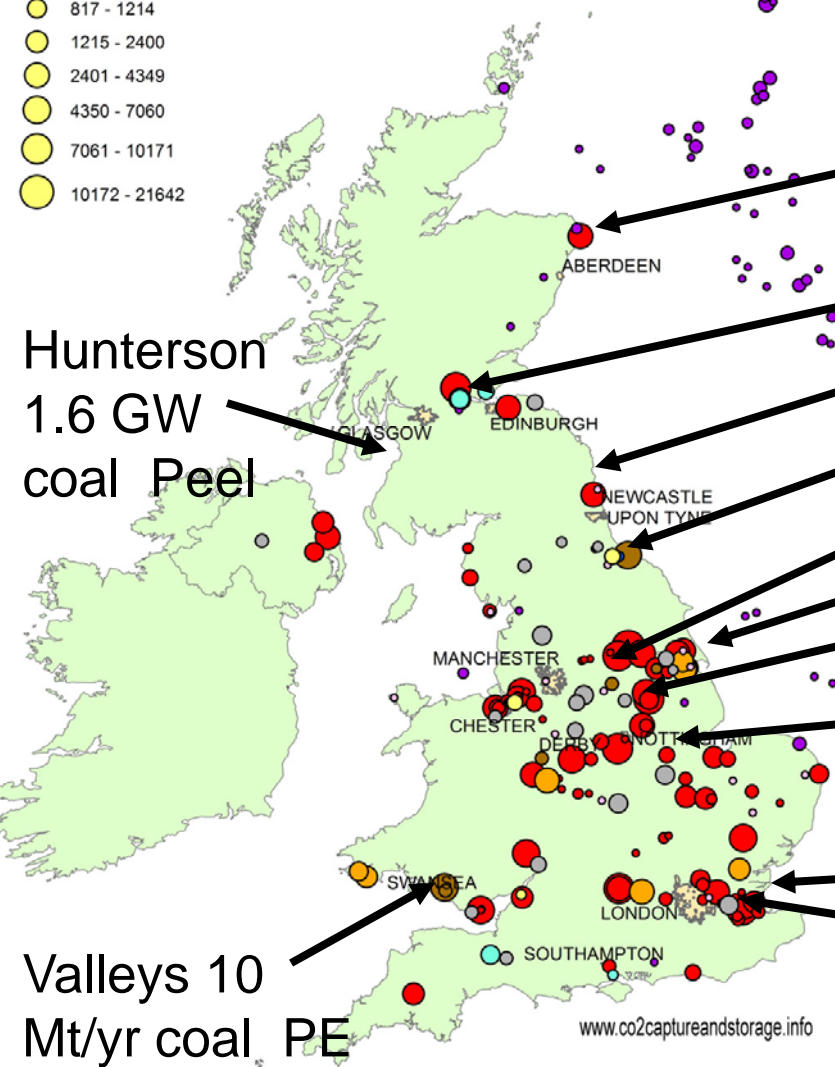 817 - 1214
1215 - 2400
2401 - 4349
4350 - 7060
7061 - 10171
10172 - 21642
ABERDEEN
Hunterson
1.6 GW
coal Peel
GLASGOW
EDINBURGH
NEWCASTLE
UPON TYNE
MANCHESTER
CHESTER
DERBY
NOTTINGHAM
SWANSEA
LONDON
SOUTHAMPTON
Valleys 10
Mt/yr coal PE
www.co2captureandstorage.info